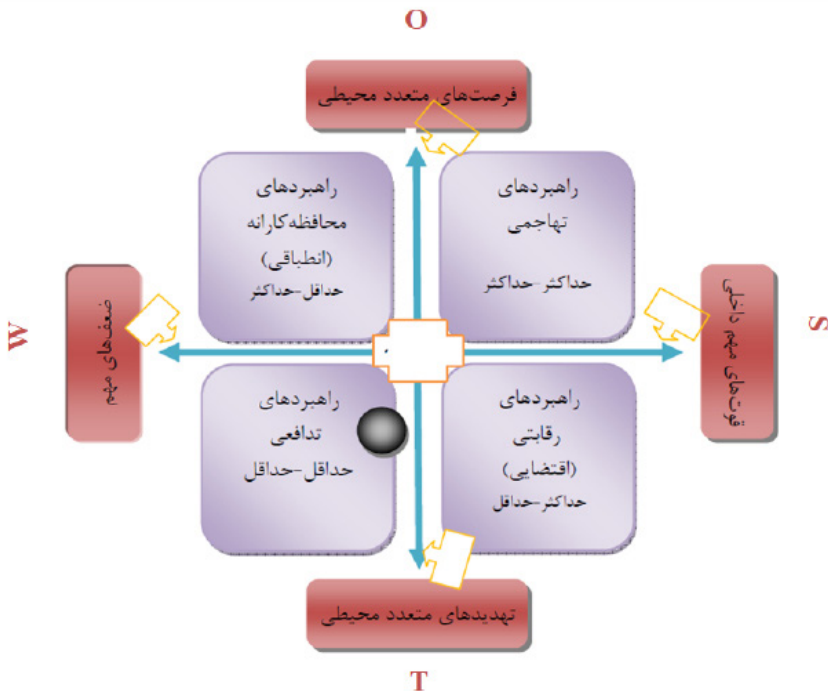 O
فرصت‌های متعدد محیطی
راهبردهای
تهاجمی
حداکثر-حداکثر
راهبردهای
محافظه‌کارانه
(انطباقی)
حداقل-حداکثر
S
قوت‌های مهم داخلی
ضعف‌های مهم
W
راهبردهای
رقابتی
(اقتضایی)
حداکثر-حداقل
راهبردهای
تدافعی
حداقل-حداقل
تهدیدهای متعدد محیطی
T